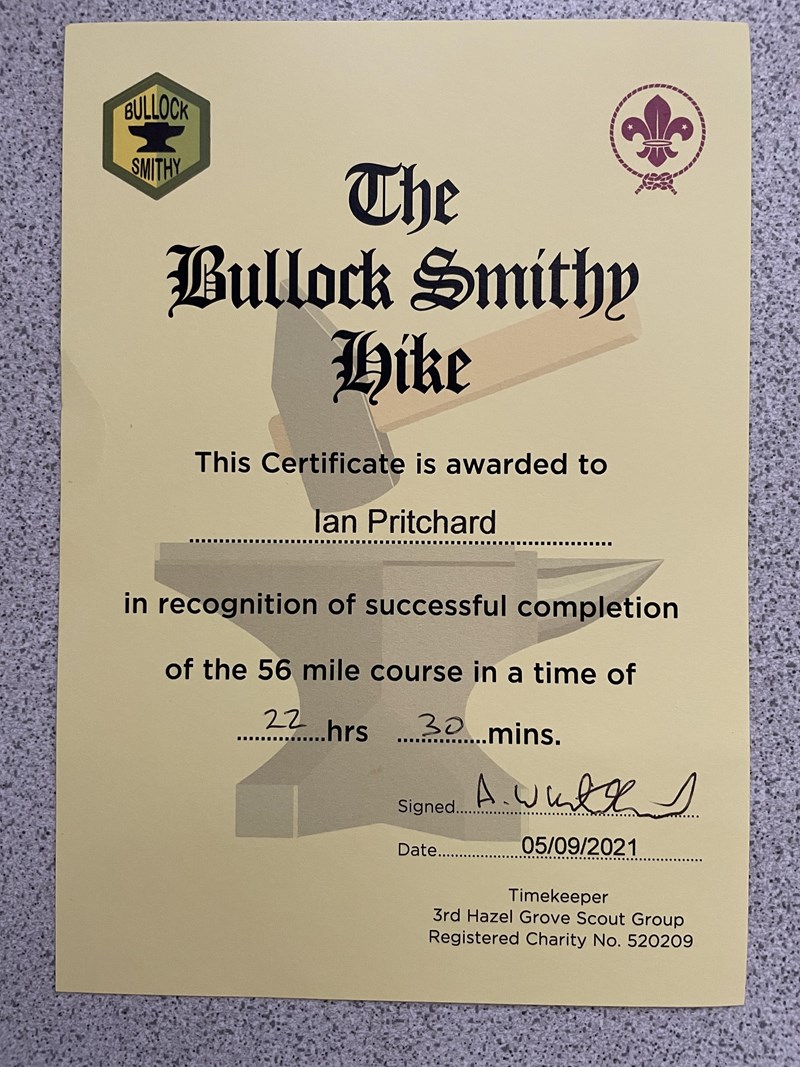 BULLOCK
SMITHY
The
Bullock Smithy
Hike
This Certificate is awarded to
Ian Pritchard
in recognition of successful completion
of the 56 mile course in a time of
22 hrs 30 mins.
Signed A.
Date 05/09/2021
Timekeeper
3rd Hazel Grove Scout Group
Registered Charity No. 520209